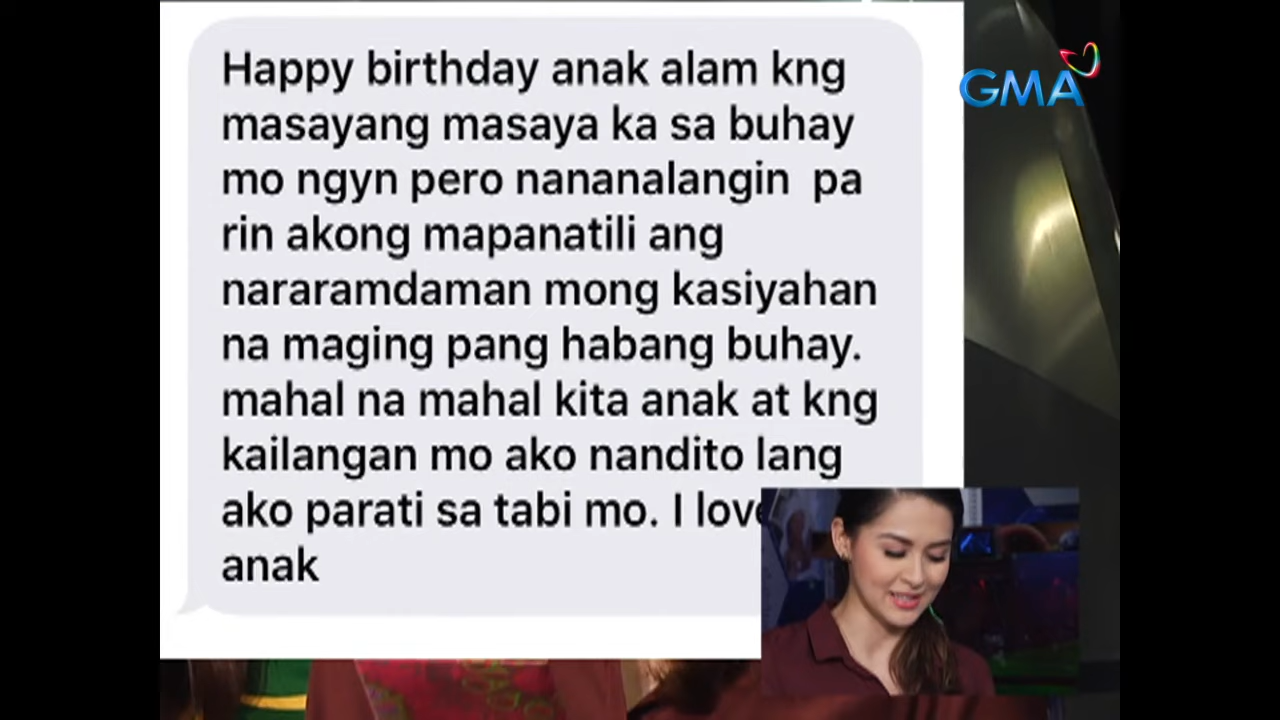 Happy birthday anak alam kng
masayang masaya ka sa buhay
mo ngyn pero nananalangin pa
rin akong mapanatili ang
nararamdaman mong kasiyahan
na maging pang habang buhay.
mahal na mahal kita anak at kng
kailangan mo ako nandito lang
ako parati sa tabi mo. I love
anak
GMA